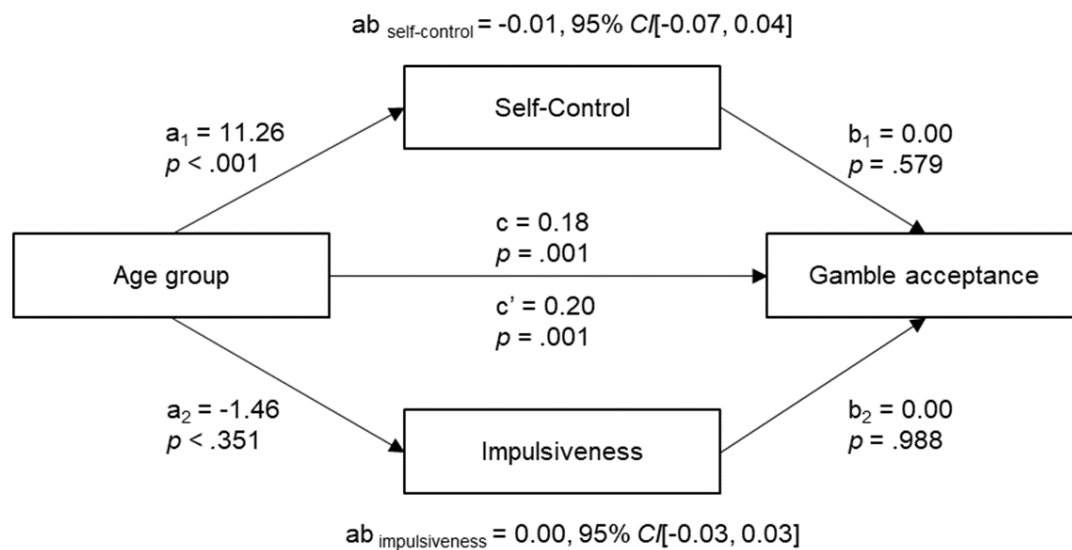 ab self-control = -0.01, 95% CI[-0.07, 0.04]
Self-Control
a1 = 11.26
p < .001
b1 = 0.00
p = .579
Age group
c = 0.18
p = .001
c’ = 0.20
p = .001
Gamble acceptance
a2 = -1.46
p < .351
Impulsiveness
b2 = 0.00
p = .988
ab impulsiveness = 0.00, 95% CI[-0.03, 0.03]